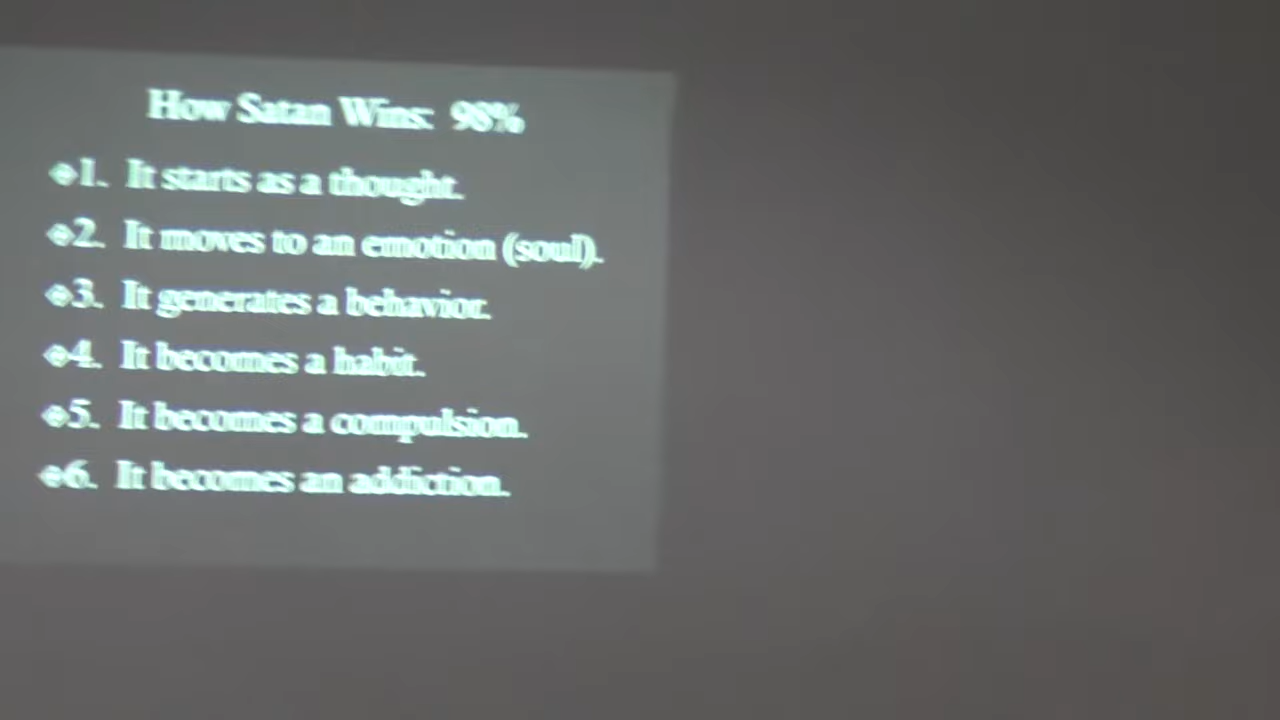 How Satan Wins: 98%
1. It starts as a thought.
2. It moves to an emotion (soul).
3. It generates a behavior.
4. It becomes a habit.
5. It becomes a compulsion.
6. It becomes an addiction.